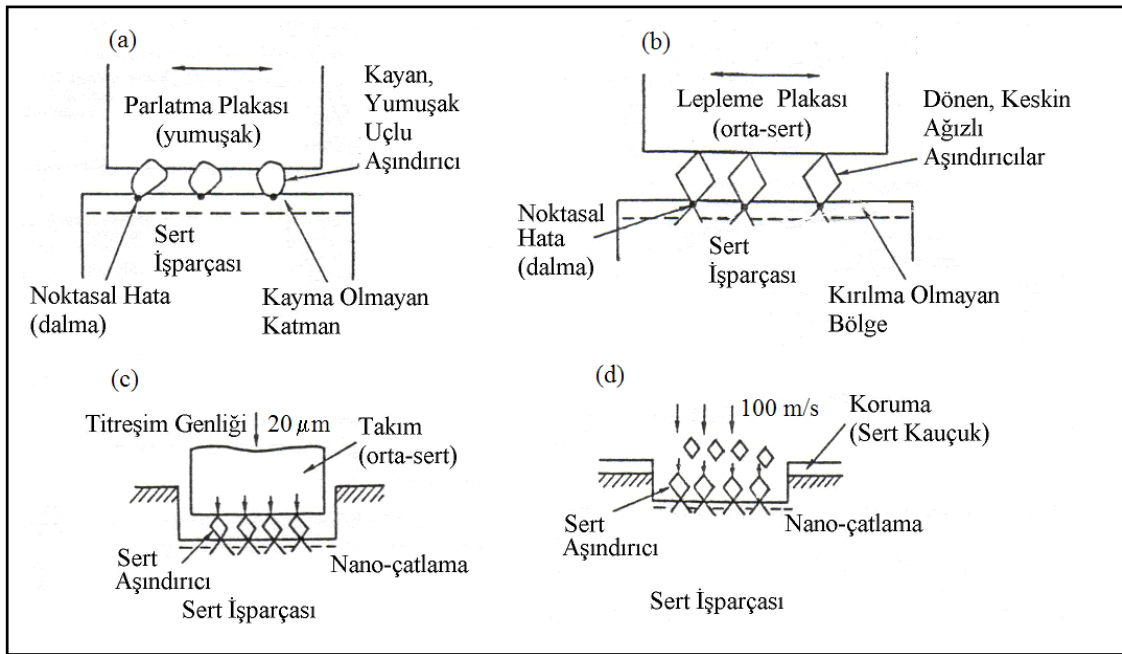 (a)
Parlatma Plakası
(yumuşak)
Kayan,
Yumuşak
Uçlu
Aşındırıcı
Sert
İşparçası
Noktasal Hata
(dalma)
Kayma Olmayan
Katman
(b)
Lepleme Plakası
(orta-sert)
Dönen, Keskin
Ağızlı
Aşındırıcılar
Noktasal
Hata
(dalma)
Sert
İşparçası
Kırılma Olmayan
Bölge
(c)
Titreşim Genliği
20 μm
Takım
(orta-sert)
Sert
Aşındırıcı
Nano-çatlama
Sert İşparçası
(d)
100 m/s
Koruma
(Sert Kauçuk)
Sert
Aşındırıcı
Nano-çatlama
Sert İşparçası